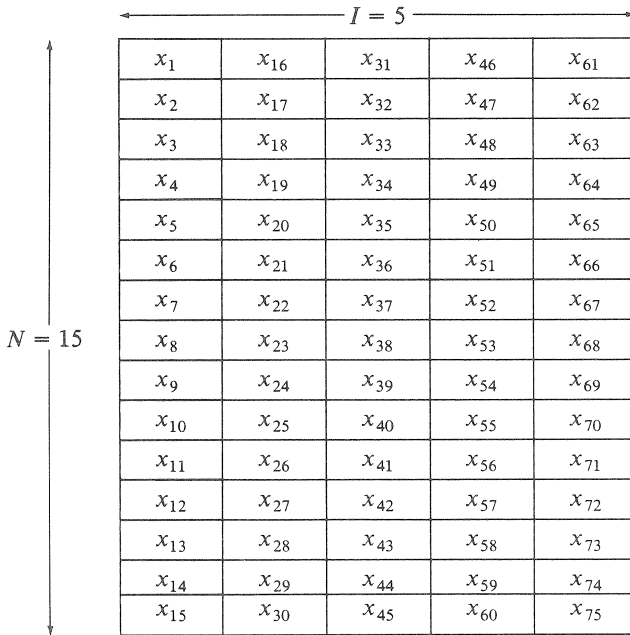 I = 5
x₁ x₁₆ x₃₁ x₄₆ x₆₁
x₂ x₁₇ x₃₂ x₄₇ x₆₂
x₃ x₁₈ x₃₃ x₄₈ x₆₃
x₄ x₁₉ x₃₄ x₄₉ x₆₄
x₅ x₂₀ x₃₅ x₅₀ x₆₅
x₆ x₂₁ x₃₆ x₅₁ x₆₆
x₇ x₂₂ x₃₇ x₅₂ x₆₇
N = 15 x₈ x₂₃ x₃₈ x₅₃ x₆₈
x₉ x₂₄ x₃₉ x₅₄ x₆₉
x₁₀ x₂₅ x₄₀ x₅₅ x₇₀
x₁₁ x₂₆ x₄₁ x₅₆ x₇₁
x₁₂ x₂₇ x₄₂ x₅₇ x₇₂
x₁₃ x₂₈ x₄₃ x₅₈ x₇₃
x₁₄ x₂₉ x₄₄ x₅₉ x₇₄
x₁₅ x₃₀ x₄₅ x₆₀ x₇₅